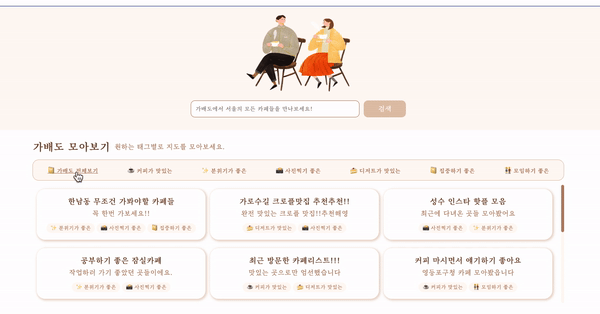 가배도에서 서울의 모든 카페들을 만나보세요!
검색
가배도 모아보기 원하는 태그별로 지도를 모아보세요.
가배도 전체보기 커피가 맛있는 분위기가 좋은 사진찍기 좋은 디저트가 맛있는 집중하기 좋은 모임하기 좋은
한남동 무조건 가봐야할 카페들
꼭 한번 가보세요!!
분위기가 좋은 사진찍기 좋은 집중하기 좋은
가로수길 크로플맛집 추천추천!!
완전 맛있는 크로플 맛집!!추천해영
디저트가 맛있는 사진찍기 좋은
성수 인스타 핫플 모음
최근에 다녀온 곳들 모아봤어요
사진찍기 좋은 분위기가 좋은
공부하기 좋은 잠실카페
작업하러 가기 좋았던 곳들이에요.
분위기가 좋은 사진찍기 좋은
최근 방문한 카페리스트!!!
맛있는 곳으로만 엄선했습니다
커피가 맛있는 디저트가 맛있는
커피 마시면서 얘기하기 좋아요
영등포구청 카페 모아봤습니다
커피가 맛있는 모임하기 좋은